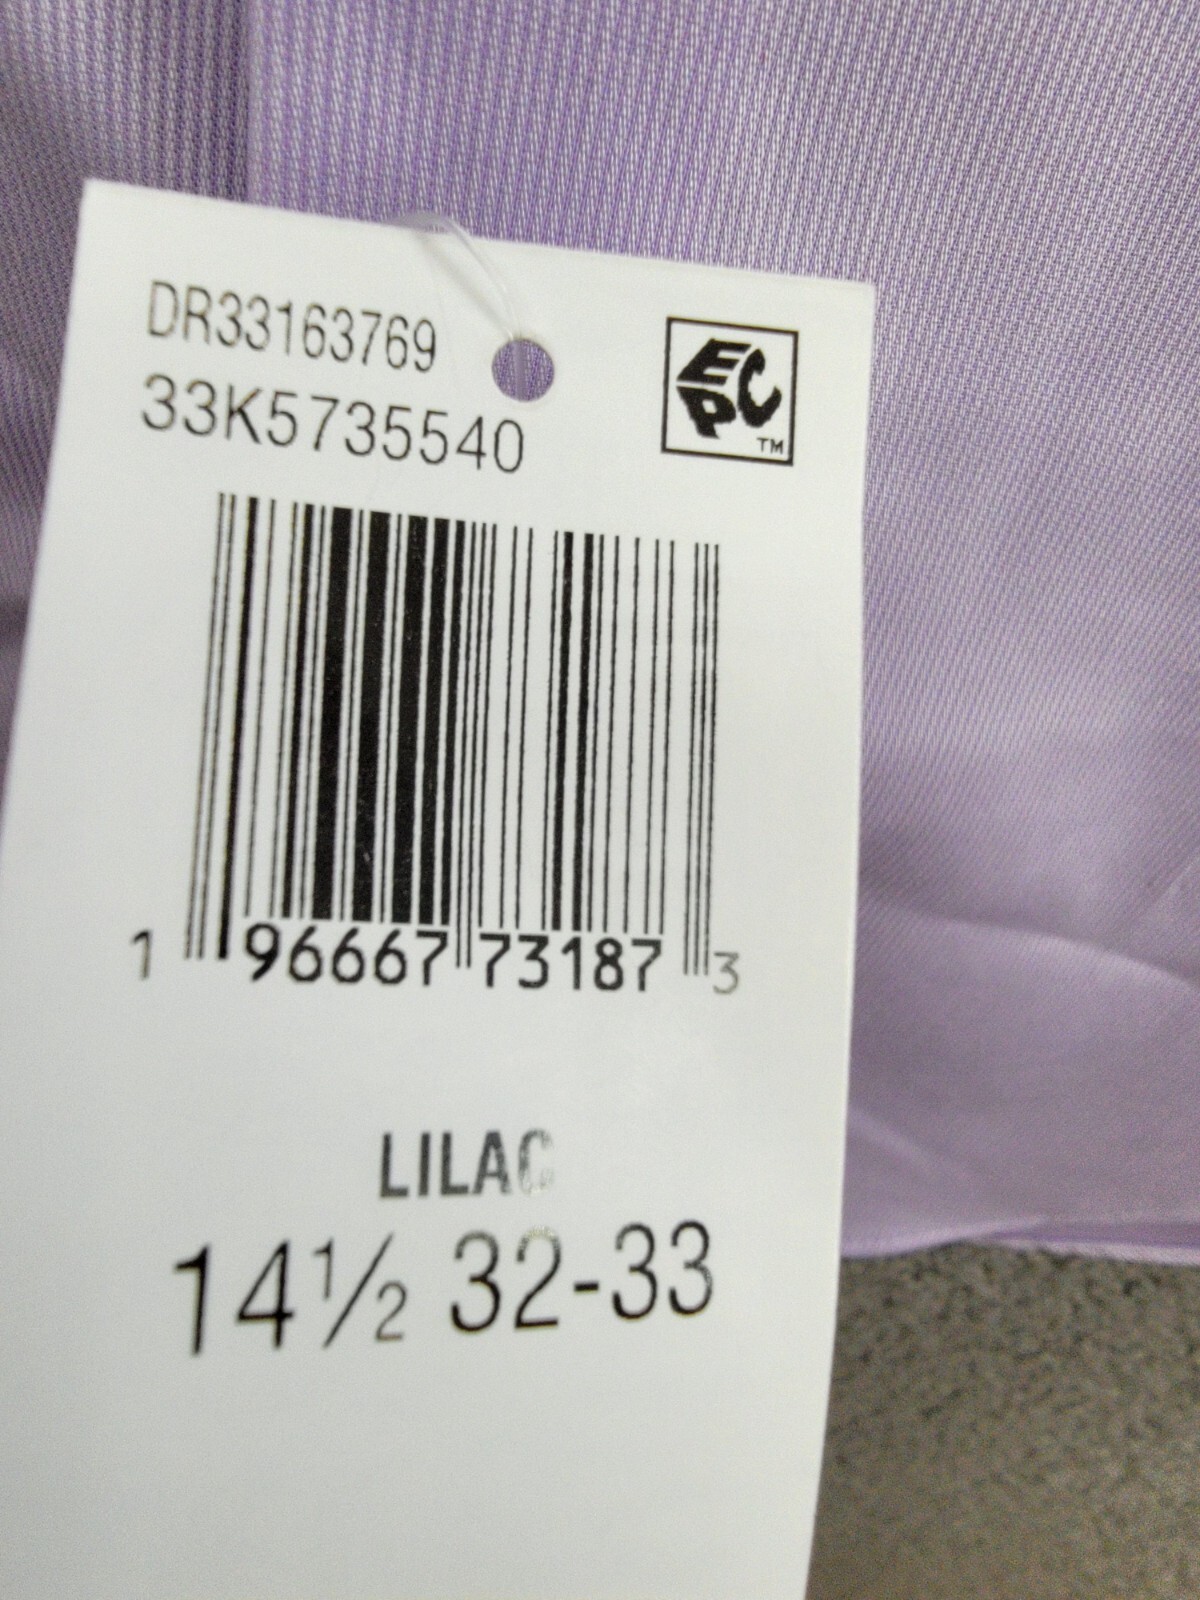 DR33163769
33K5735540
EPC
TM
1 96667 73187 3
LILAC
14½ 32-33